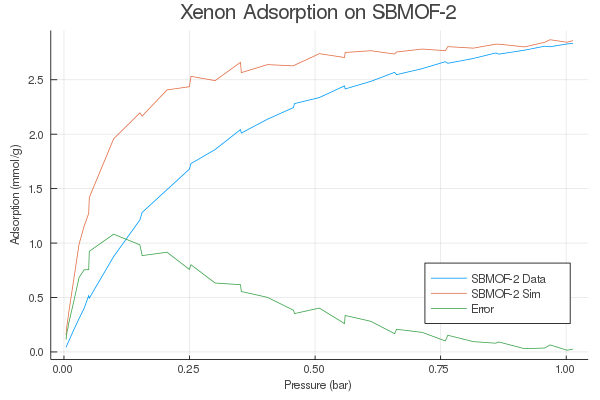 Xenon Adsorption on SBMOF-2
Adsorption (mmol/g)
2.5
2.0
1.5
1.0
0.5
0.0
SBMOF-2 Data
SBMOF-2 Sim
Error
0.00 0.25 0.50 0.75 1.00
Pressure (bar)